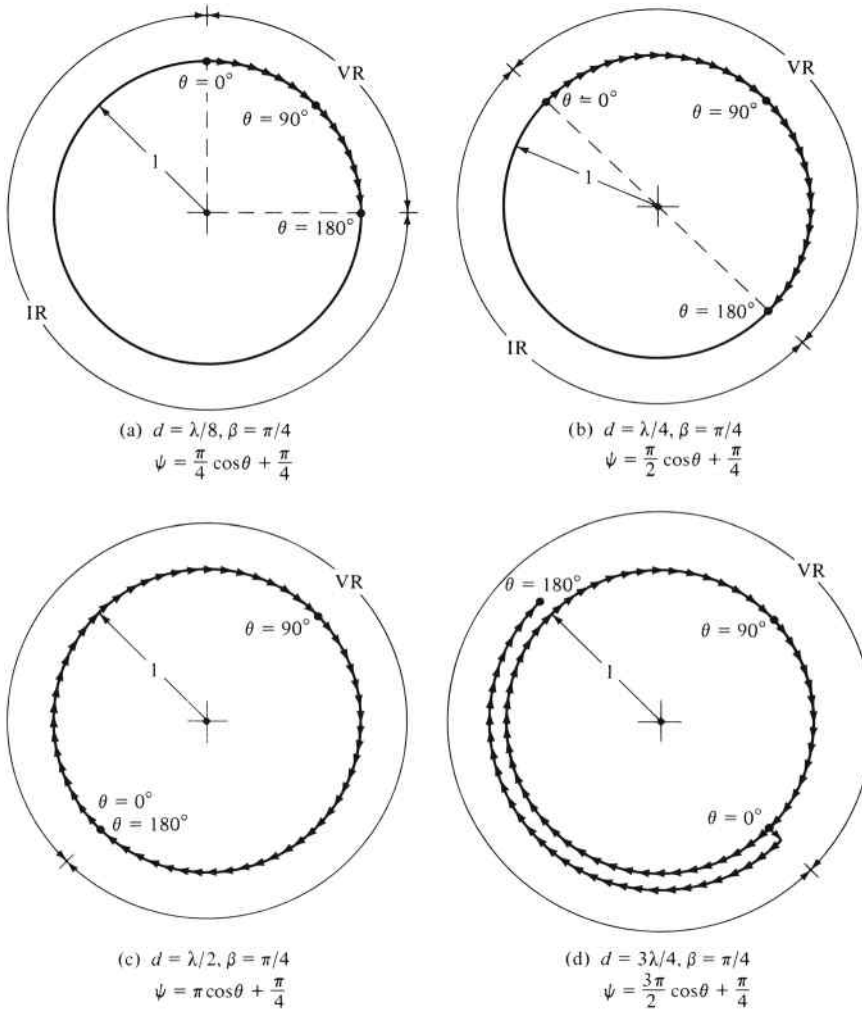 VR
θ = 0°
θ = 90°
1
θ = 180°
IR
(a) d = λ/8, β = π/4
ψ = π/4 cosθ + π/4
VR
θ = 0°
θ = 90°
1
θ = 180°
IR
(b) d = λ/4, β = π/4
ψ = π/2 cosθ + π/4
VR
θ = 90°
1
θ = 0°
θ = 180°
(c) d = λ/2, β = π/4
ψ = πcosθ + π/4
VR
θ = 180°
θ = 90°
1
θ = 0°
(d) d = 3λ/4, β = π/4
ψ = 3π/2 cosθ + π/4